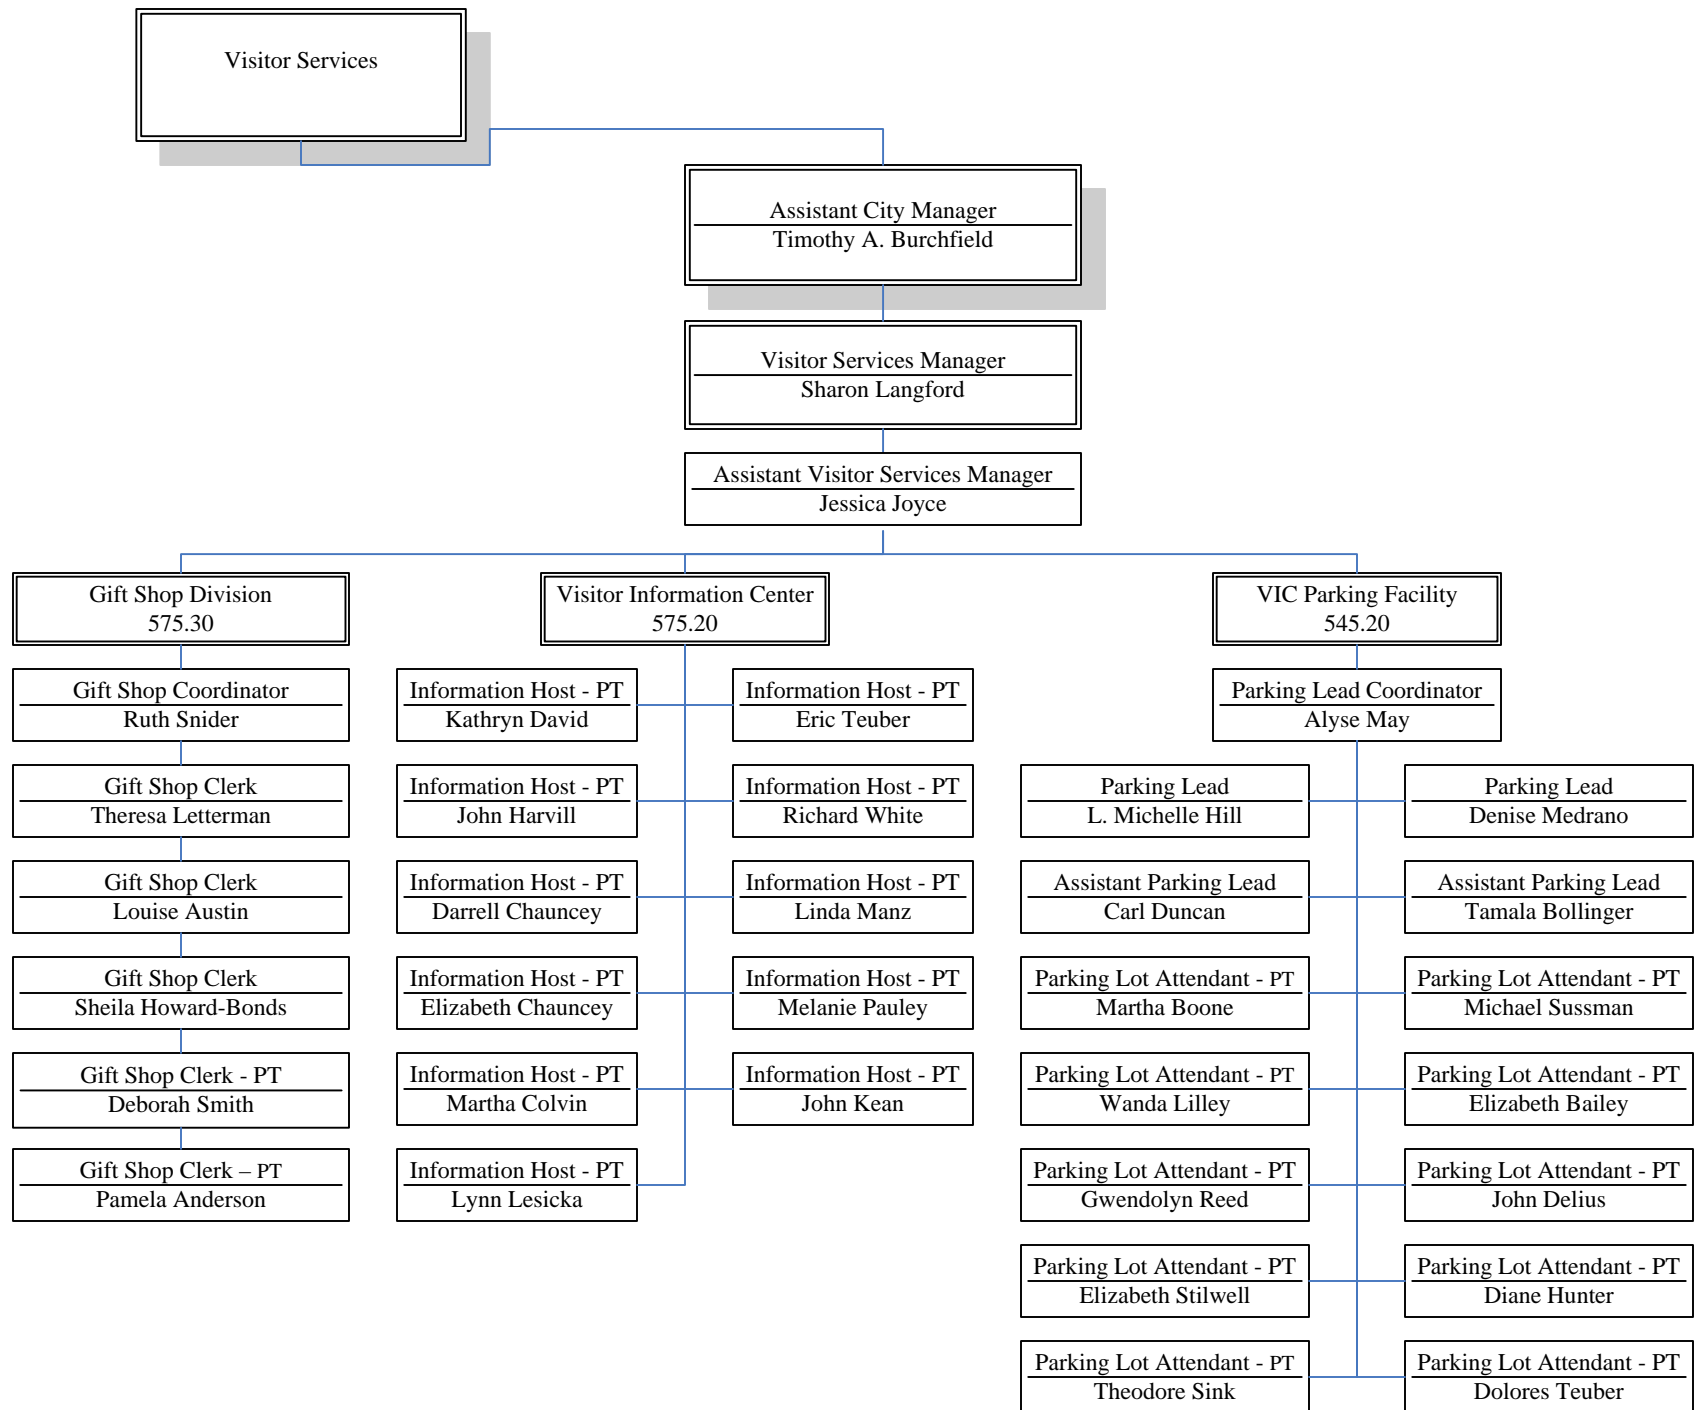 Visitor Services
Assistant City Manager
Timothy A. Burchfield
Visitor Services Manager
Sharon Langford
Assistant Visitor Services Manager
Jessica Joyce
Gift Shop Division
575.30
Gift Shop Coordinator
Ruth Snider
Gift Shop Clerk
Theresa Letterman
Gift Shop Clerk
Louise Austin
Gift Shop Clerk
Sheila Howard-Bonds
Gift Shop Clerk - PT
Deborah Smith
Gift Shop Clerk – PT
Pamela Anderson
Visitor Information Center
575.20
Information Host - PT
Kathryn David
Information Host - PT
Eric Teuber
Information Host - PT
John Harvill
Information Host - PT
Richard White
Information Host - PT
Darrell Chauncey
Information Host - PT
Linda Manz
Information Host - PT
Elizabeth Chauncey
Information Host - PT
Melanie Pauley
Information Host - PT
Martha Colvin
Information Host - PT
John Kean
Information Host - PT
Lynn Lesicka
VIC Parking Facility
545.20
Parking Lead Coordinator
Alyse May
Parking Lead
L. Michelle Hill
Parking Lead
Denise Medrano
Assistant Parking Lead
Carl Duncan
Assistant Parking Lead
Tamala Bollinger
Parking Lot Attendant - PT
Martha Boone
Parking Lot Attendant - PT
Michael Sussman
Parking Lot Attendant - PT
Wanda Lilley
Parking Lot Attendant - PT
Elizabeth Bailey
Parking Lot Attendant - PT
Gwendolyn Reed
Parking Lot Attendant - PT
John Delius
Parking Lot Attendant - PT
Elizabeth Stilwell
Parking Lot Attendant - PT
Diane Hunter
Parking Lot Attendant - PT
Theodore Sink
Parking Lot Attendant - PT
Dolores Teuber